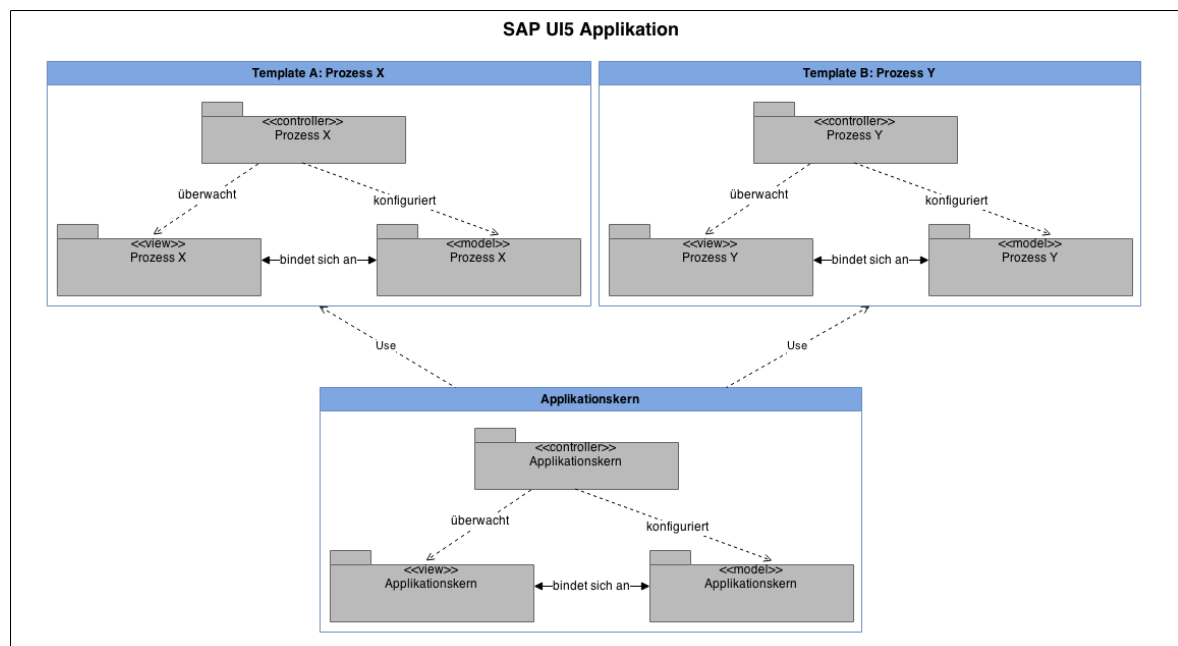 SAP UI5 Applikation
Template A: Prozess X
<<controller>>
Prozess X
überwacht
konfiguriert
<<view>>
Prozess X
bindet sich an
<<model>>
Prozess X
Template B: Prozess Y
<<controller>>
Prozess Y
überwacht
konfiguriert
<<view>>
Prozess Y
bindet sich an
<<model>>
Prozess Y
Use
Use
Applikationskern
<<controller>>
Applikationskern
überwacht
konfiguriert
<<view>>
Applikationskern
bindet sich an
<<model>>
Applikationskern